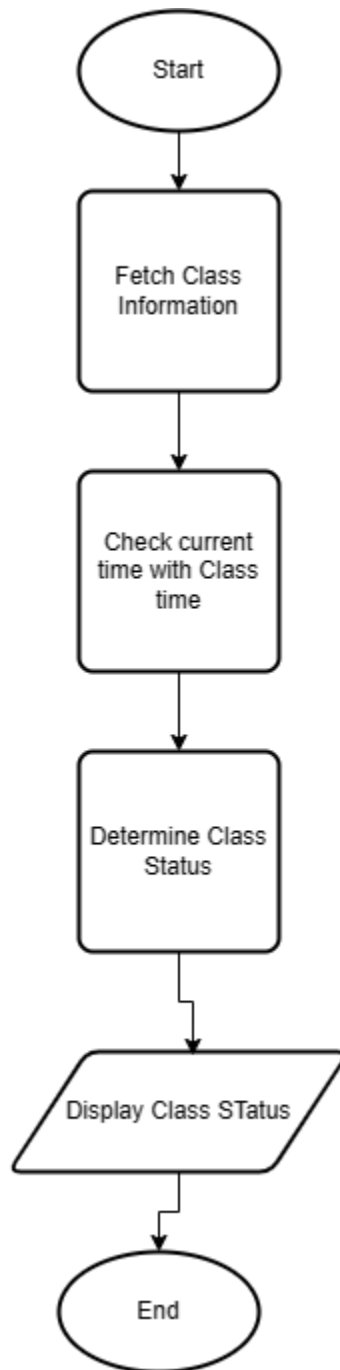 Start
Fetch Class
Information
Check current
time with Class
time
Determine Class
Status
Display Class STatus
End